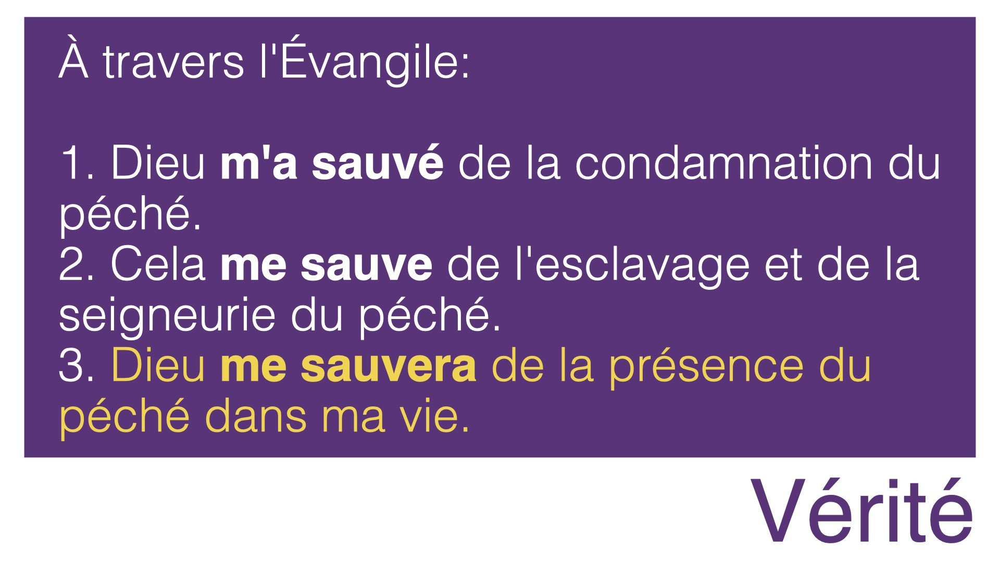 À travers l'Évangile:
1. Dieu m'a sauvé de la condamnation du
péché.
2. Cela me sauve de l'esclavage et de la
seigneurie du péché.
3. Dieu me sauvera de la présence du
péché dans ma vie.
Vérité